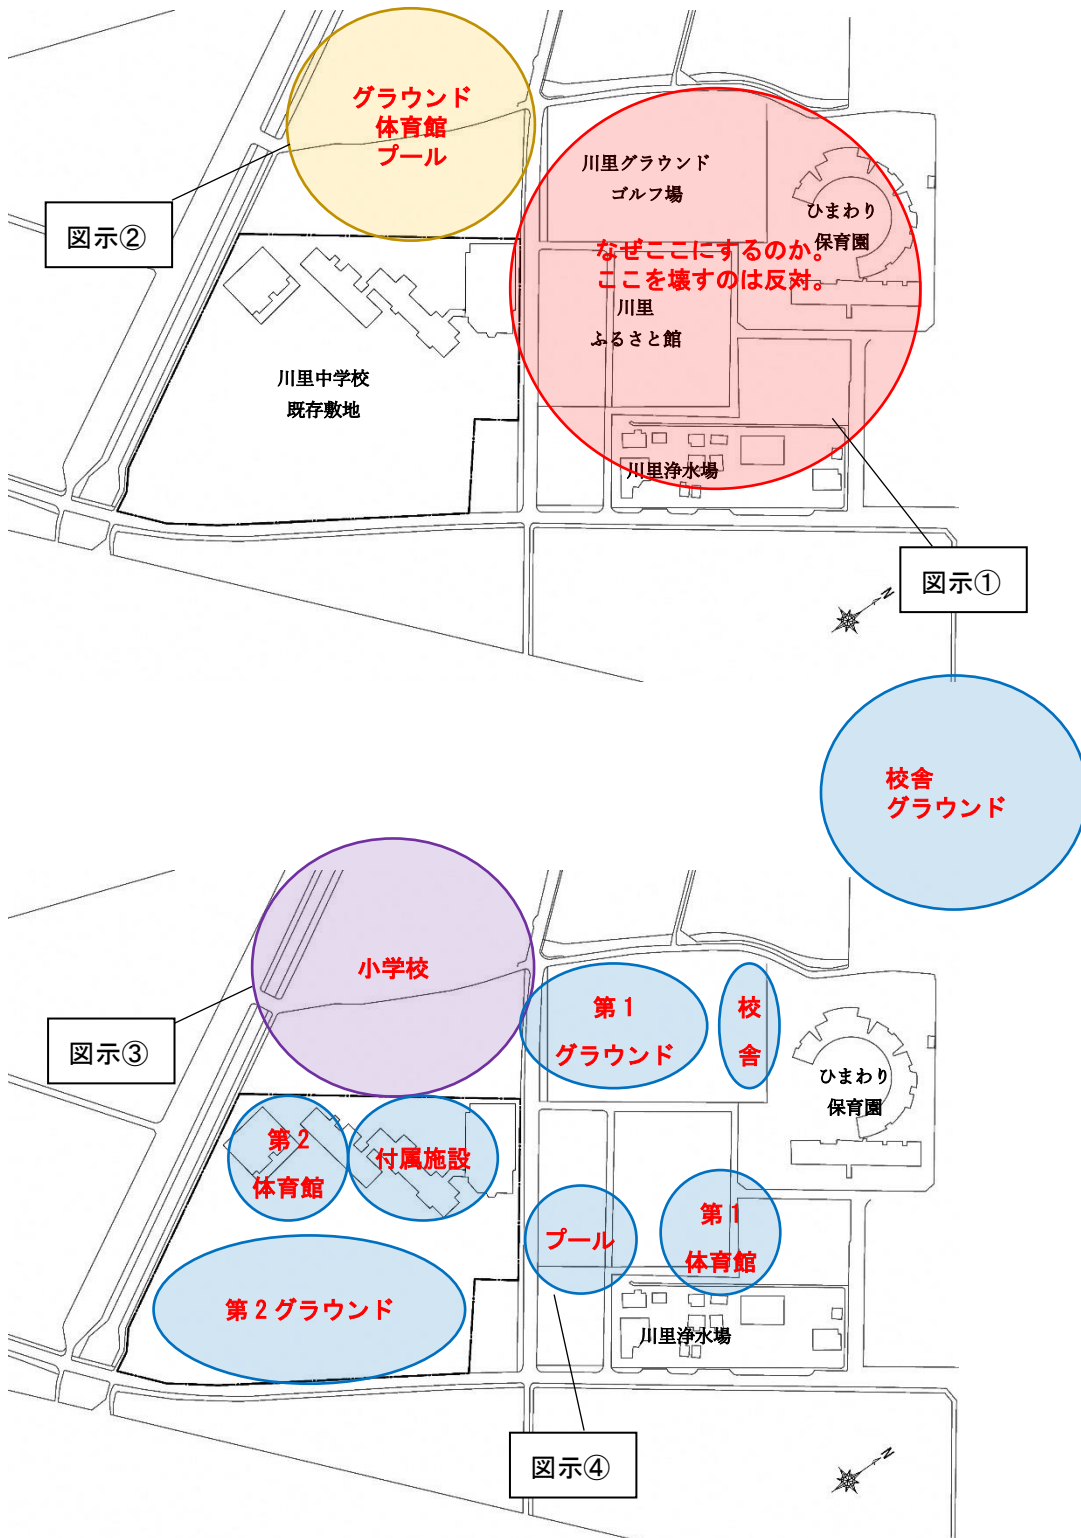 グラウンド
体育館
プール
川里グラウンド
ゴルフ場
ひまわり
保育園
図示②
なぜここにするのか。
ここを壊すのは反対。
川里
ふるさと館
川里中学校
既存敷地
川里浄水場
図示①
N
校舎
グラウンド
小学校
第1
グラウンド
校
舎
図示③
ひまわり
保育園
第2
体育館
付属施設
プール
第1
体育館
第2グラウンド
川里浄水場
図示④
N